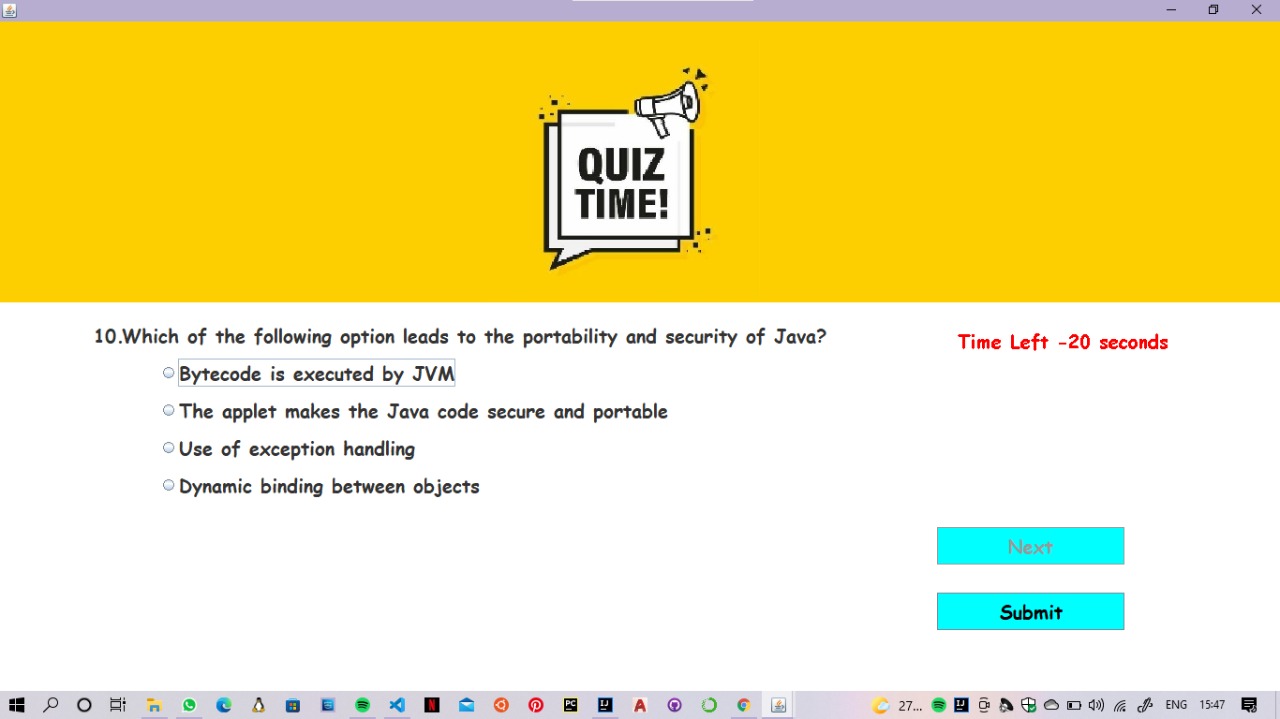 QUIZ
TIME!
10.Which of the following option leads to the portability and security of Java?
Time Left -20 seconds
Bytecode is executed by JVM
The applet makes the Java code secure and portable
Use of exception handling
Dynamic binding between objects
Next
Submit
27...
ENG
15:47